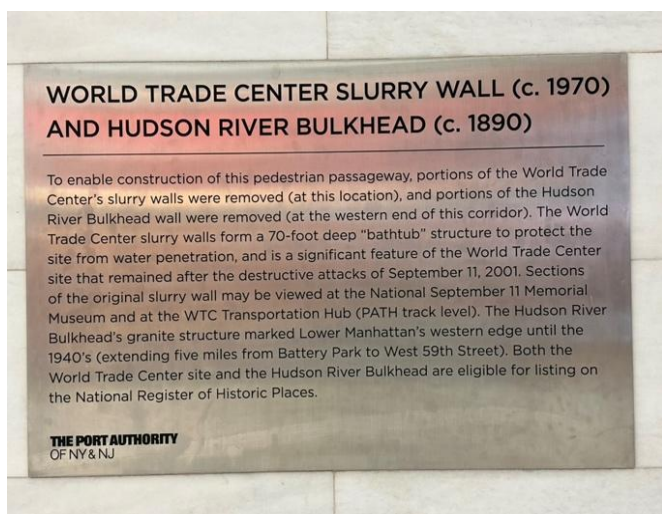 WORLD TRADE CENTER SLURRY WALL (c. 1970)
AND HUDSON RIVER BULKHEAD (c. 1890)
To enable construction of this pedestrian passageway, portions of the World Trade
Center's slurry walls were removed (at this location), and portions of the Hudson
River Bulkhead wall were removed (at the western end of this corridor). The World
Trade Center slurry walls form a 70-foot deep “bathtub” structure to protect the
site from water penetration, and is a significant feature of the World Trade Center
site that remained after the destructive attacks of September 11, 2001. Sections
of the original slurry wall may be viewed at the National September 11 Memorial
Museum and at the WTC Transportation Hub (PATH track level). The Hudson River
Bulkhead's granite structure marked Lower Manhattan's western edge until the
1940's (extending five miles from Battery Park to West 59th Street). Both the
World Trade Center site and the Hudson River Bulkhead are eligible for listing on
the National Register of Historic Places.
THE PORT AUTHORITY
OF NY & NJ